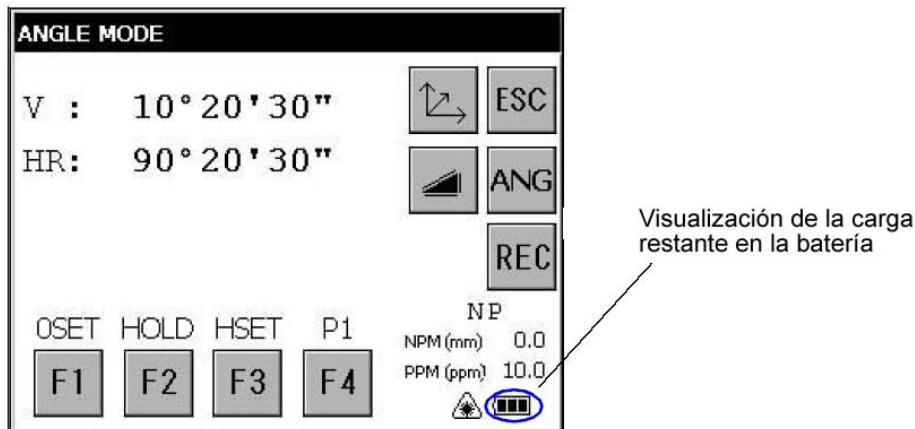 ANGLE MODE
V : 10°20'30"
HR: 90°20'30"
ESC
ANG
REC
Visualización de la carga
restante en la batería
0SET HOLD HSET P1
F1 F2 F3 F4
NP
NPM (mm) 0.0
PPM (ppm) 10.0